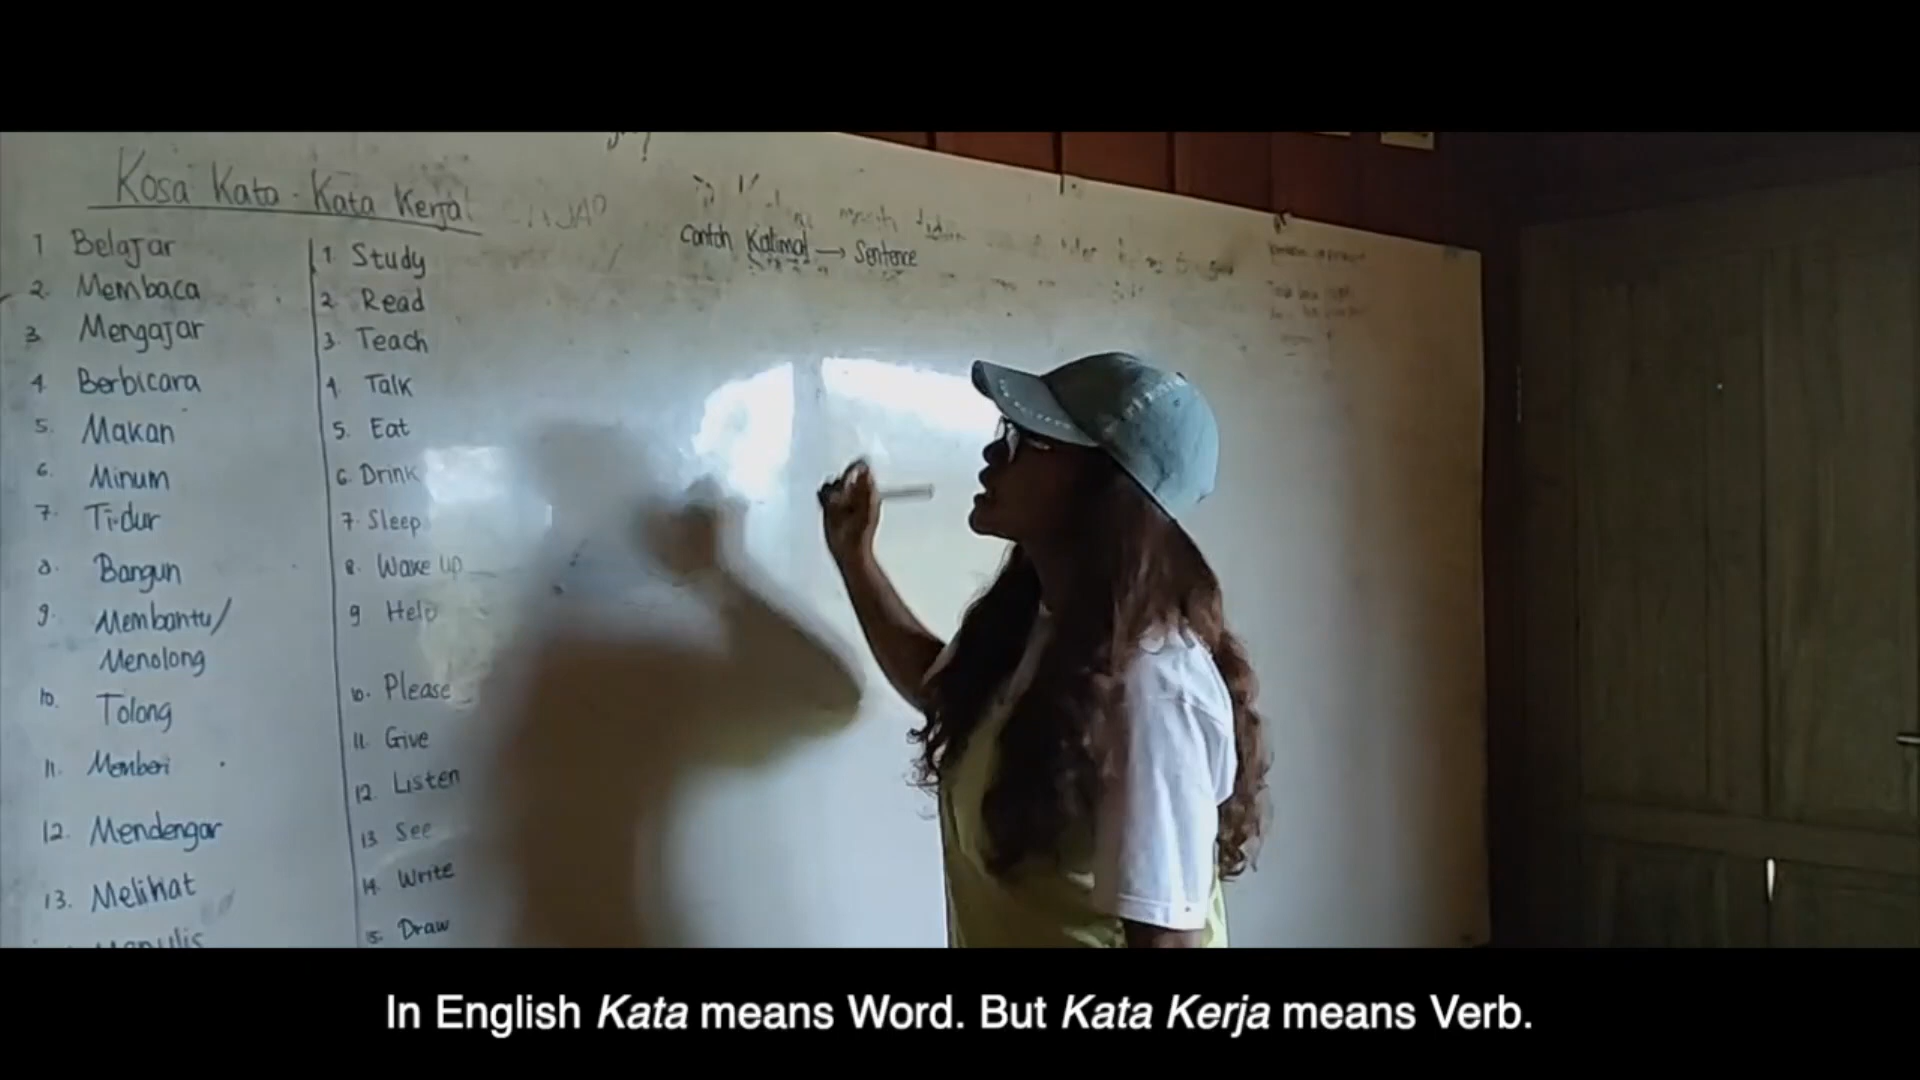 Kosa Kata - Kata Kerja
1 Belajar
2. Membaca
3. Mengajar
4 Berbicara
5. Makan
6. Minum
7. Tidur
8. Bangun
9. Membantu/
Menolong
10. Tolong
11. Memberi
12. Mendengar
13. Melihat
Menulis
1. Study
2. Read
3. Teach
4. Talk
5. Eat
6. Drink
7. Sleep
8. Wake up
9 Help
10. Please
11. Give
12. Listen
13. See
14. Write
15. Draw
Contoh Kalimat → Sentence
In English Kata means Word. But Kata Kerja means Verb.